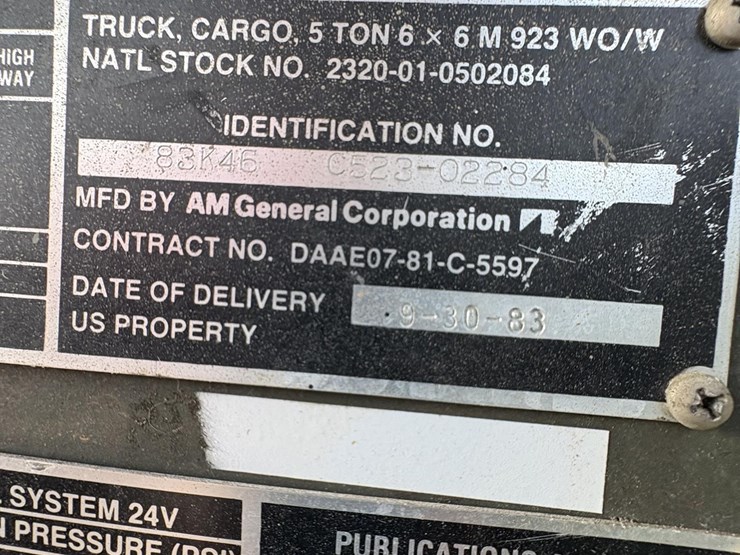 HIGH
WAY
TRUCK, CARGO, 5 TON 6 × 6 M 923 WO/W
NATL STOCK NO. 2320-01-0502084
IDENTIFICATION NO.
83K46 C523-02284
MFD BY AM General Corporation
CONTRACT NO. DAAE07-81-C-5597
DATE OF DELIVERY 9-30-83
US PROPERTY
SYSTEM 24V
PRESSURE (PSI)
PUBLICATIONS